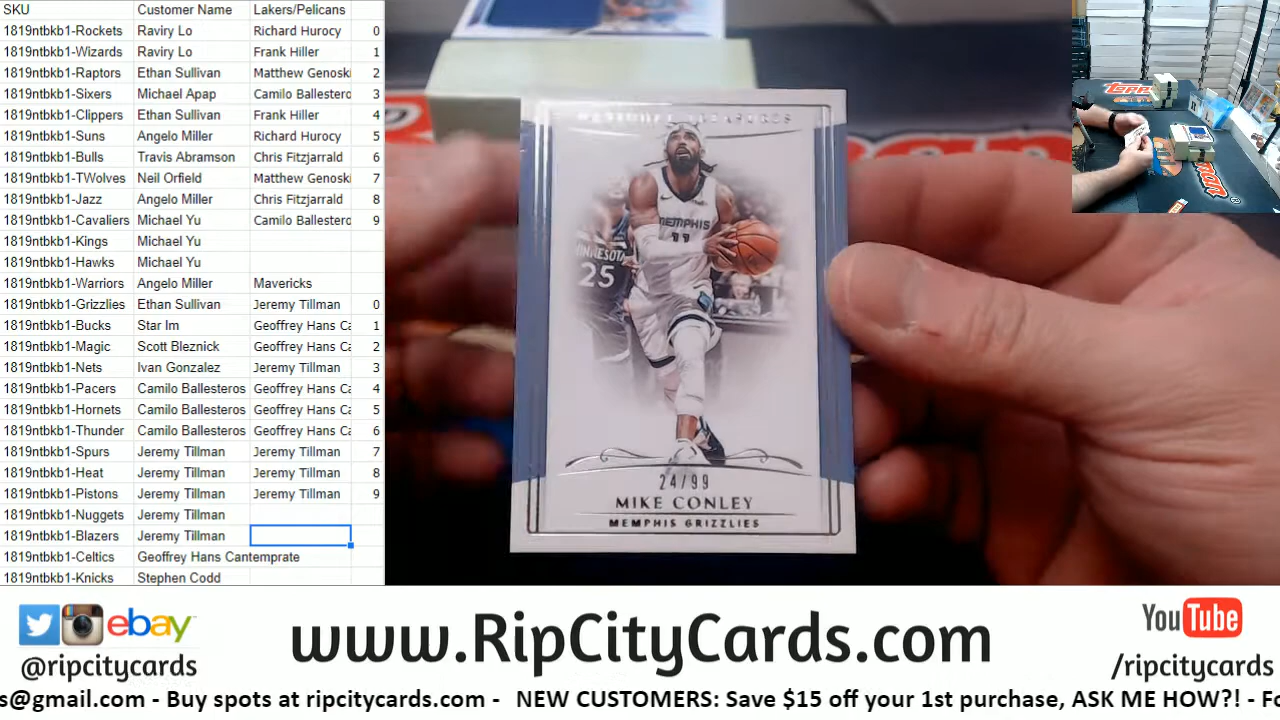 SKU Customer Name Lakers/Pelicans
1819ntbkb1-Rockets Raviry Lo Richard Hurocy 0
1819ntbkb1-Wizards Raviry Lo Frank Hiller 1
1819ntbkb1-Raptors Ethan Sullivan Matthew Genoski 2
1819ntbkb1-Sixers Michael Apap Camilo Ballestero 3
1819ntbkb1-Clippers Ethan Sullivan Frank Hiller 4
1819ntbkb1-Suns Angelo Miller Richard Hurocy 5
1819ntbkb1-Bulls Travis Abramson Chris Fitzjarrald 6
1819ntbkb1-TWolves Neil Orfield Matthew Genoski 7
1819ntbkb1-Jazz Angelo Miller Chris Fitzjarrald 8
1819ntbkb1-Cavaliers Michael Yu Camilo Ballestero 9
1819ntbkb1-Kings Michael Yu
1819ntbkb1-Hawks Michael Yu
1819ntbkb1-Warriors Angelo Miller Mavericks
1819ntbkb1-Grizzlies Ethan Sullivan Jeremy Tillman 0
1819ntbkb1-Bucks Star Im Geoffrey Hans Ca 1
1819ntbkb1-Magic Scott Bleznick Geoffrey Hans Ca 2
1819ntbkb1-Nets Ivan Gonzalez Jeremy Tillman 3
1819ntbkb1-Pacers Camilo Ballesteros Geoffrey Hans Ca 4
1819ntbkb1-Hornets Camilo Ballesteros Geoffrey Hans Ca 5
1819ntbkb1-Thunder Camilo Ballesteros Geoffrey Hans Ca 6
1819ntbkb1-Spurs Jeremy Tillman Jeremy Tillman 7
1819ntbkb1-Heat Jeremy Tillman Jeremy Tillman 8
1819ntbkb1-Pistons Jeremy Tillman Jeremy Tillman 9
1819ntbkb1-Nuggets Jeremy Tillman
1819ntbkb1-Blazers Jeremy Tillman
1819ntbkb1-Celtics Geoffrey Hans Cantemprate
1819ntbkb1-Knicks Stephen Codd
MEMPHIS
11
25
24/99
MIKE CONLEY
MEMPHIS GRIZZLIES
Topps
ebay
@ripcitycards
www.RipCityCards.com
YouTube
/ripcitycards
s@gmail.com - Buy spots at ripcitycards.com - NEW CUSTOMERS: Save $15 off your 1st purchase, ASK ME HOW?! - Fo